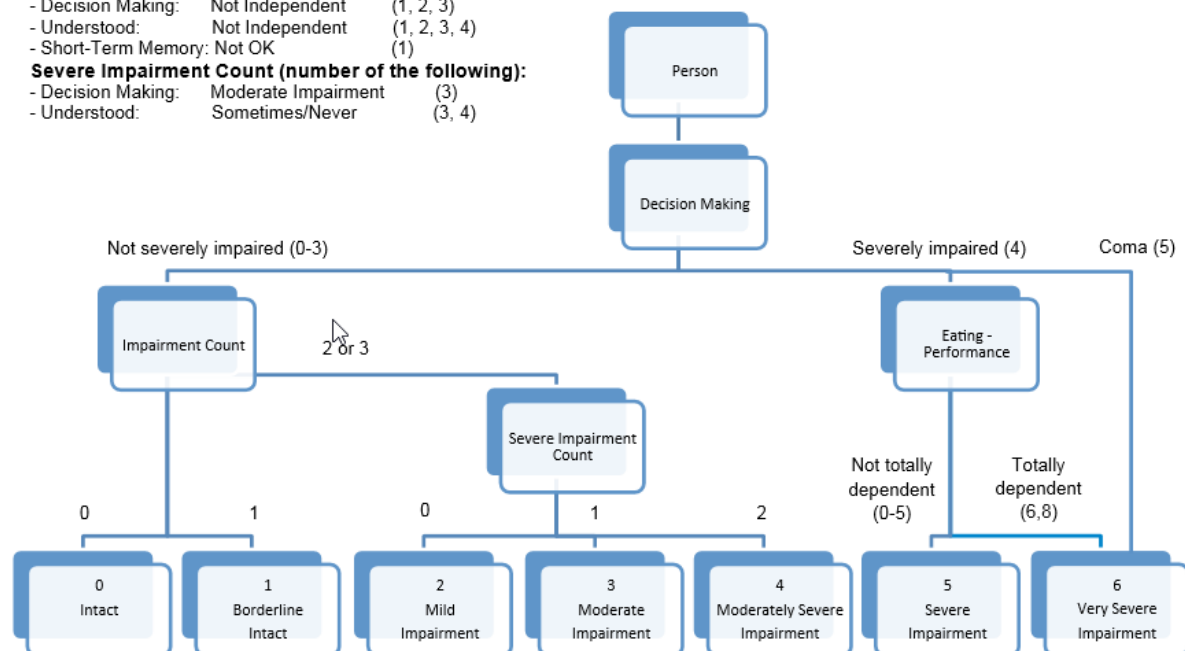 - Decision Making: Not Independent (1, 2, 3)
- Understood: Not Independent (1, 2, 3, 4)
- Short-Term Memory: Not OK (1)
Severe Impairment Count (number of the following):
- Decision Making: Moderate Impairment (3)
- Understood: Sometimes/Never (3, 4)
Person
Decision Making
Not severely impaired (0-3)
Severely impaired (4)
Coma (5)
Impairment Count
2 or 3
Eating -
Performance
Severe Impairment
Count
Not totally
dependent
(0-5)
Totally
dependent
(6,8)
0
1
0
1
2
0
Intact
1
Borderline
Intact
2
Mild
Impairment
3
Moderate
Impairment
4
Moderately Severe
Impairment
5
Severe
Impairment
6
Very Severe
Impairment